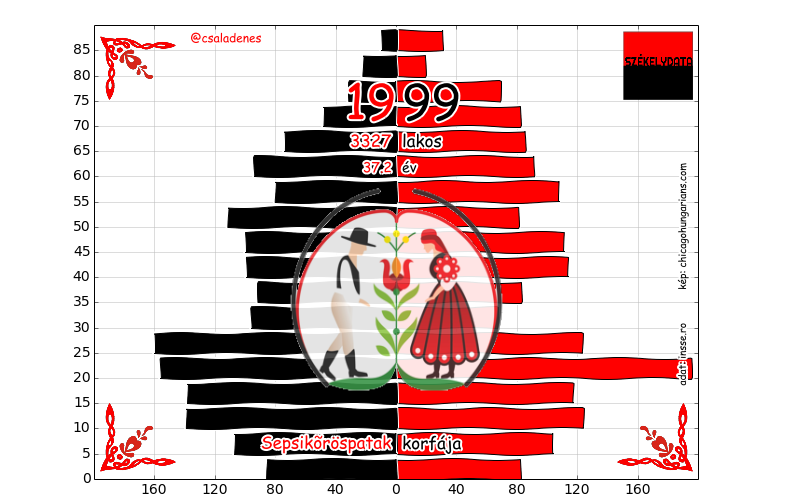 @csaladenes
SZÉKELYDATA
1999
3327 lakos
37.2 év
kép: chicagohungarians.com
adat: insse.ro
Sepsikőröspatak korfája
85
80
75
70
65
60
55
50
45
40
35
30
25
20
15
10
5
0
160 120 80 40 0 40 80 120 160